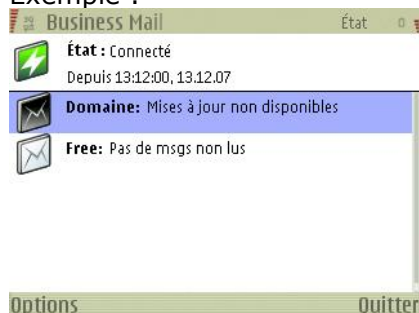 Exemple :
Business Mail État
État : Connecté
Depuis 13:12:00, 13.12.07
Domaine: Mises à jour non disponibles
Free: Pas de msgs non lus
Options Quitter